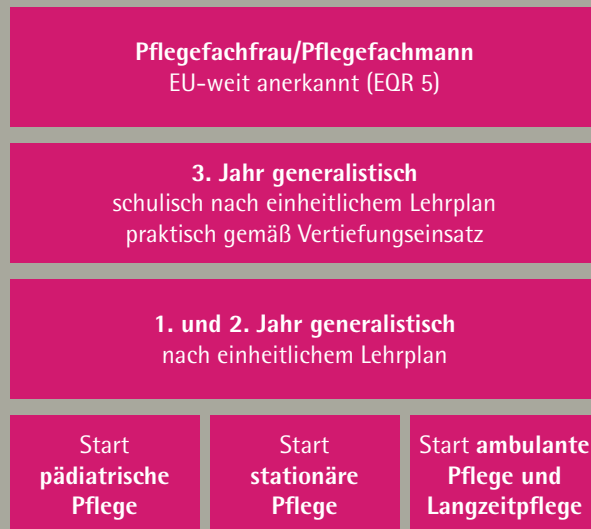 Pflegefachfrau/Pflegefachmann
EU-weit anerkannt (EQR 5)
3. Jahr generalistisch
schulisch nach einheitlichem Lehrplan
praktisch gemäß Vertiefungseinsatz
1. und 2. Jahr generalistisch
nach einheitlichem Lehrplan
Start
pädiatrische
Pflege
Start
stationäre
Pflege
Start ambulante
Pflege und
Langzeitpflege